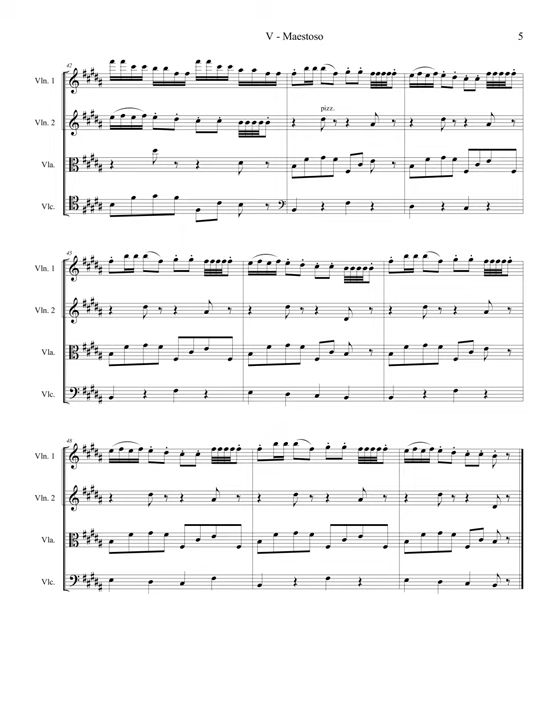 V - Maestoso 5
42
Vln. 1
Vln. 2
pizz.
Vla.
Vlc.
45
Vln. 1
Vln. 2
Vla.
Vlc.
48
Vln. 1
Vln. 2
Vla.
Vlc.